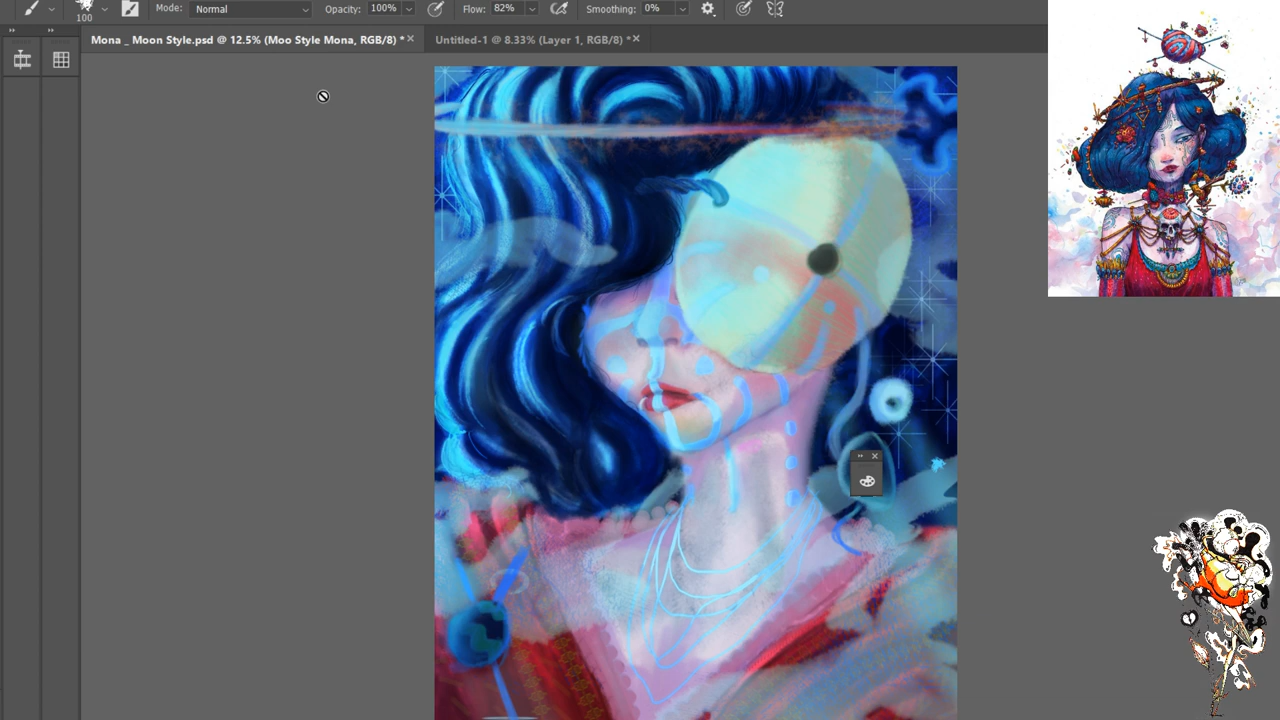 100 Mode: Normal Opacity: 100% Flow: 82% Smoothing: 0%
Mona _ Moon Style.psd @ 12.5% (Moo Style Mona, RGB/8) * × Untitled-1 @ 8.33% (Layer 1, RGB/8) * ×